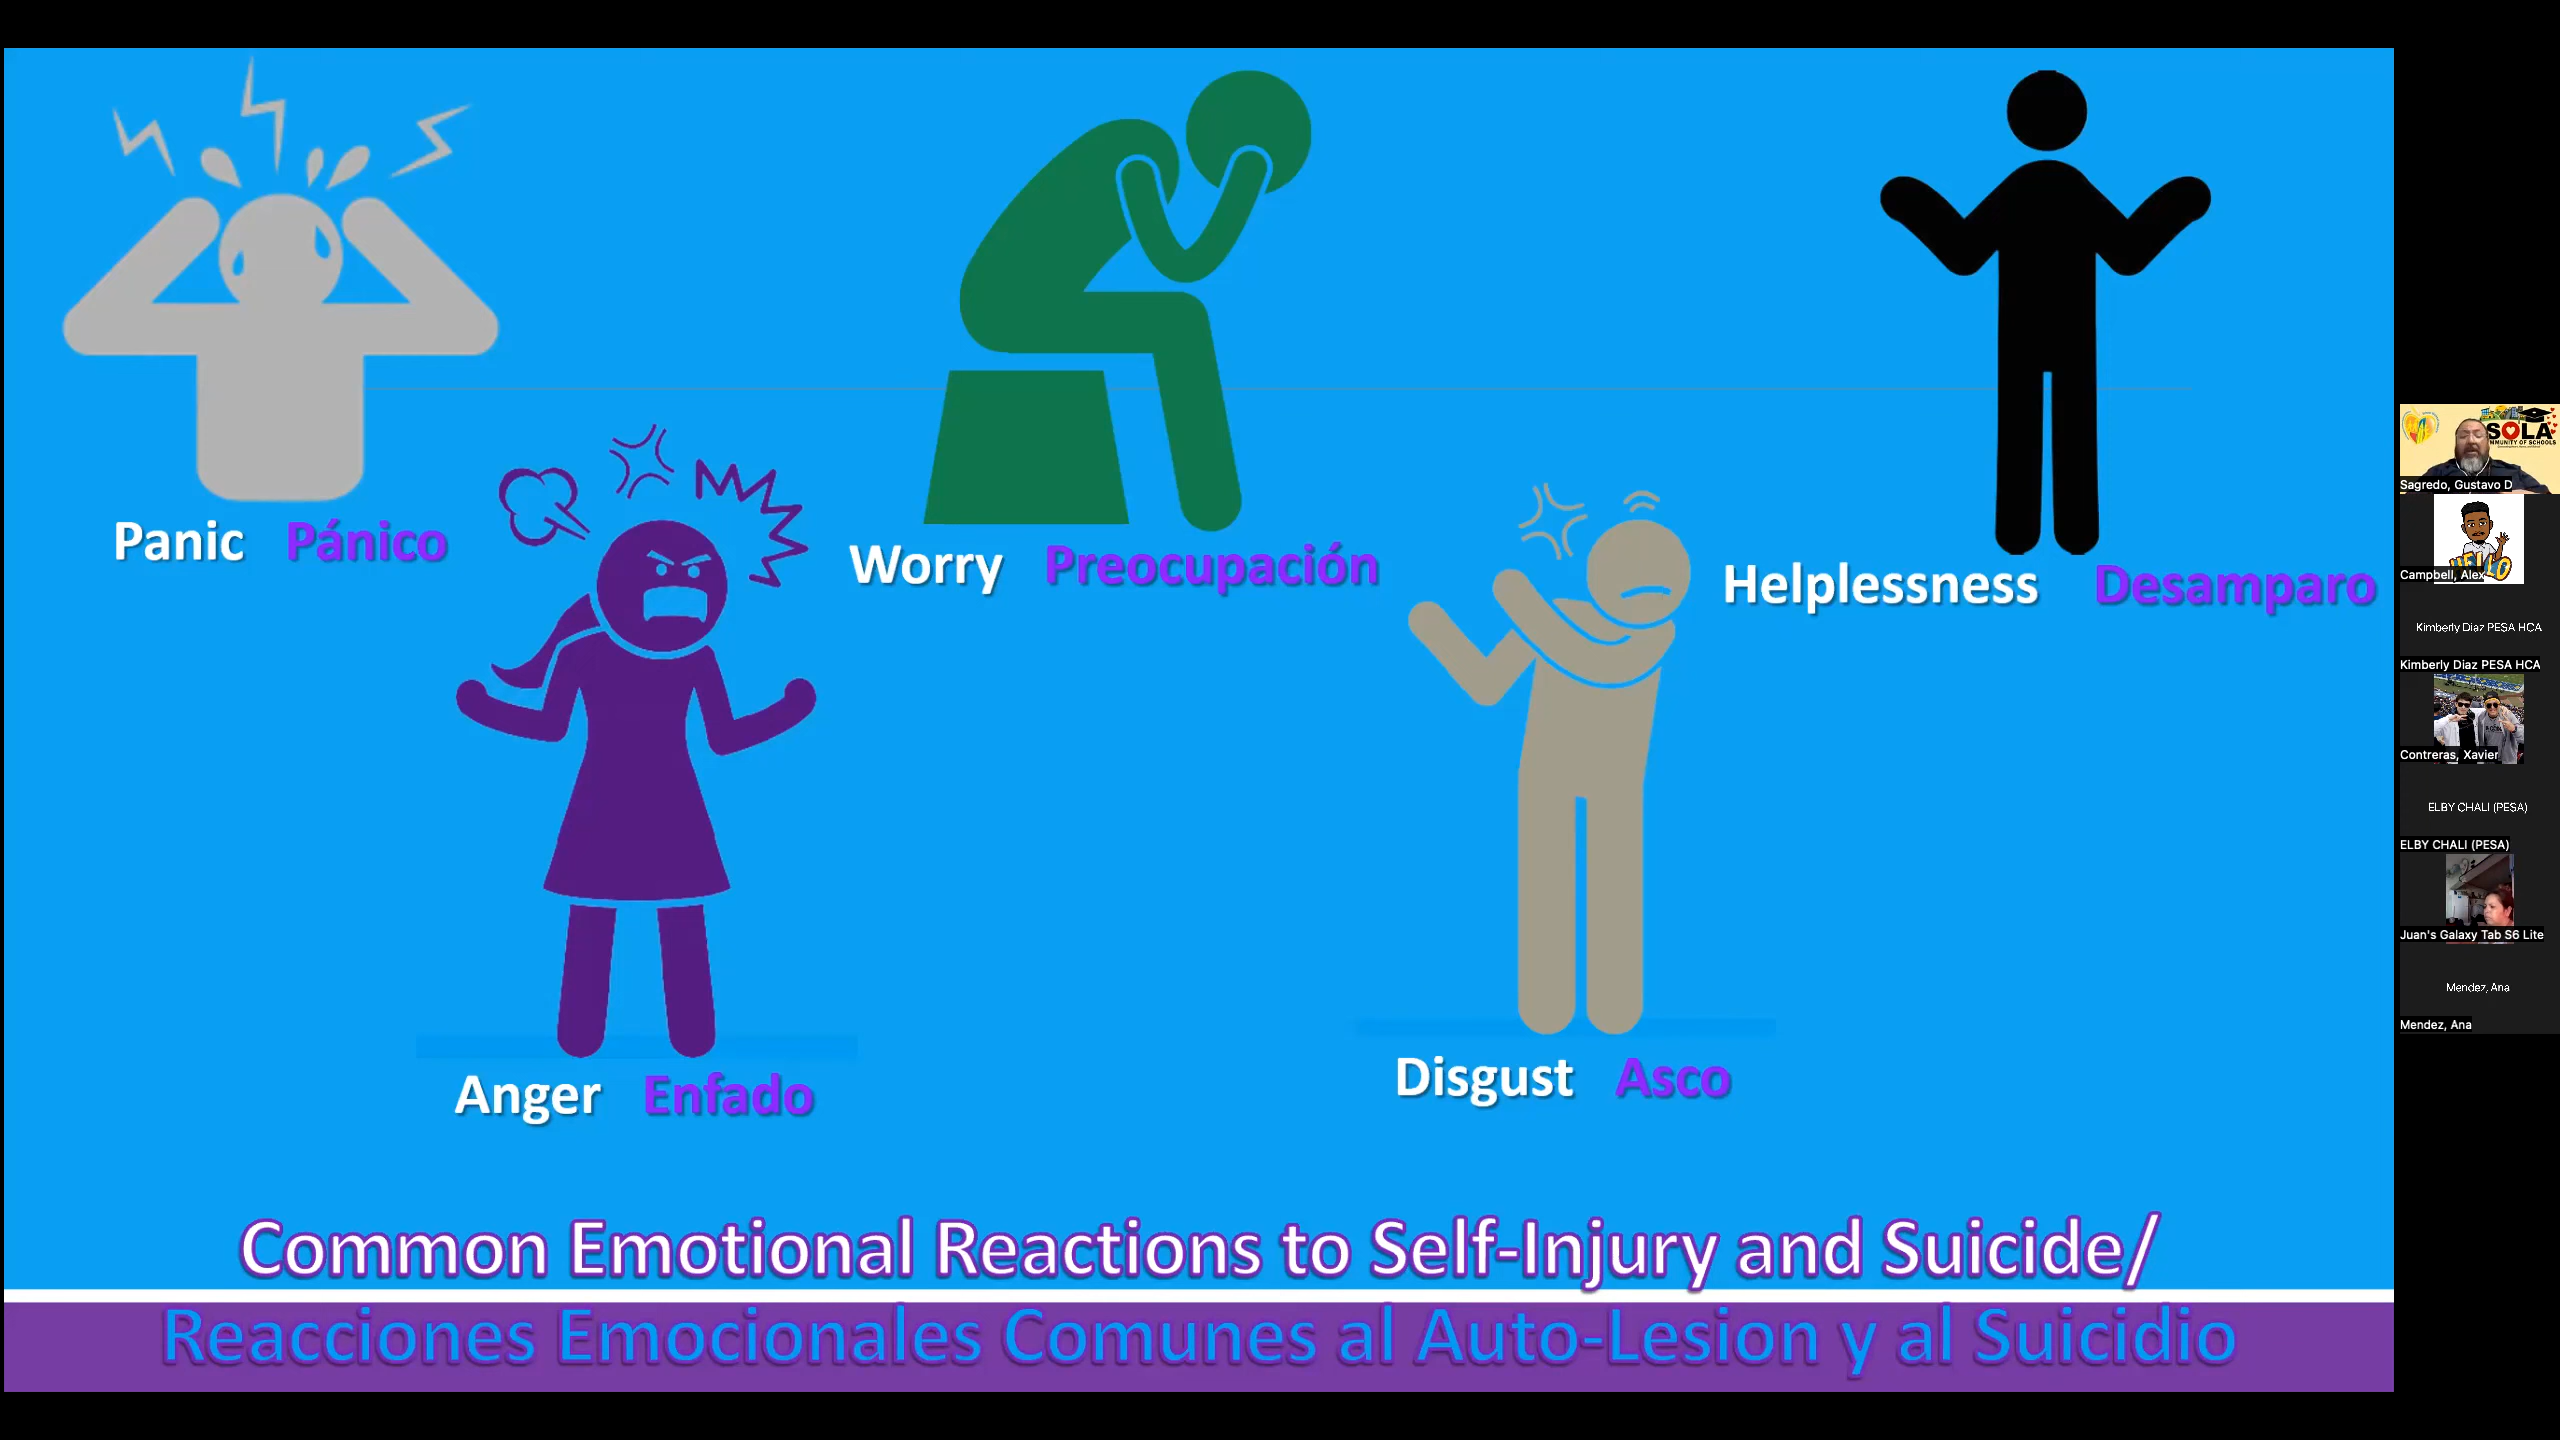 Panic Pánico
Worry Preocupación
Helplessness Desamparo
Anger Enfado
Disgust Asco
Common Emotional Reactions to Self-Injury and Suicide/
Reacciones Emocionales Comunes al Auto-Lesion y al Suicidio
SOLA
Sagredo, Gustavo D
Campbell, Alex
Kimberly Diaz PESA HCA
Kimberly Diaz PESA HCA
Contreras, Xavier
ELBY CHALI (PESA)
ELBY CHALI (PESA)
Juan's Galaxy Tab S6 Lite
Mendez, Ana
Mendez, Ana